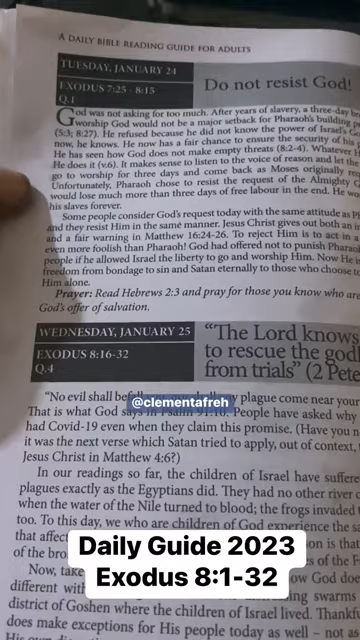 A DAILY BIBLE READING GUIDE FOR ADULTS
TUESDAY, JANUARY 24
EXODUS 7:25 - 8:15
Q.1
Do not resist God!
God was not asking for too much. After years of slavery, a three-day
worship God would not be a major setback for Pharaoh's building
(5:3; 8:27). He refused because he did not know the power of Israel's
now, he knows. He now has a fair chance to ensure the security of his
He has seen how God does not make empty threats (8:2-4). Whatever
He does it (v.6). It makes sense to listen to the voice of reason and let the
go to worship for three days and come back as Moses originally
Unfortunately, Pharaoh chose to resist the request of the Almighty
would lose much more than three days of free labour in the end. He
his slaves forever.
Some people consider God's request today with the same attitude as
and they resist Him in the same manner. Jesus Christ gives out both an
and a fair warning in Matthew 16:24-26. To reject Him is to act in a
even more foolish than Pharaoh! God had offered not to punish Pharaoh
people if he allowed Israel the liberty to go and worship Him. Now He is
freedom from bondage to sin and Satan eternally to those who choose to
Him alone.
Prayer: Read Hebrews 2:3 and pray for those you know who are
God's offer of salvation.
WEDNESDAY, JANUARY 25
EXODUS 8:16-32
Q.4
"The Lord knows
to rescue the godl
from trials" (2 Pete
"No evil shall plague come near your
@clementafreh
That is what God says in Psalm 91:10. People have asked why
had Covid-19 even when they claim this promise. (Have you
it was the next verse which Satan tried to apply, out of context,
Jesus Christ in Matthew 4:6?)
In our readings so far, the children of Israel have suffered
plagues exactly as the Egyptians did. They had no other river
when the water of the Nile turned to blood; the frogs invaded
too. To this day, we who are children of God experience the
that affect
of the
Daily Guide 2023
Exodus 8:1-32
Now, take how God does
different with swarms
district of Goshen where the children of Israel lived. Thankf
does make exceptions for His people today as well - not